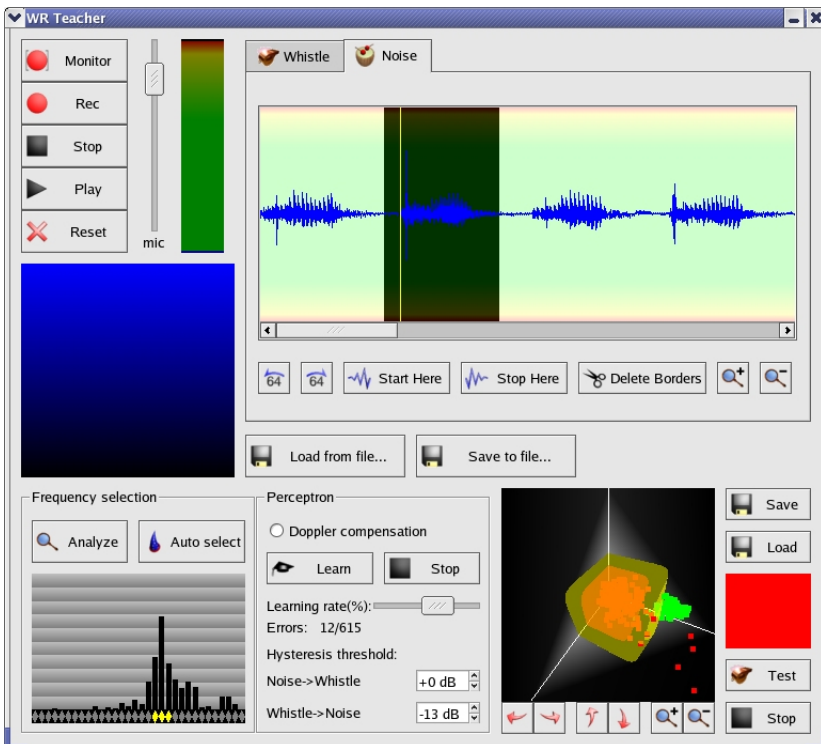 WR Teacher
Monitor
Rec
Stop
Play
Reset
mic
Whistle
Noise
64
64
Start Here
Stop Here
Delete Borders
Load from file...
Save to file...
Frequency selection
Analyze
Auto select
Perceptron
Doppler compensation
Learn
Stop
Learning rate(%):
Errors: 12/615
Hysteresis threshold:
Noise->Whistle +0 dB
Whistle->Noise -13 dB
Save
Load
Test
Stop